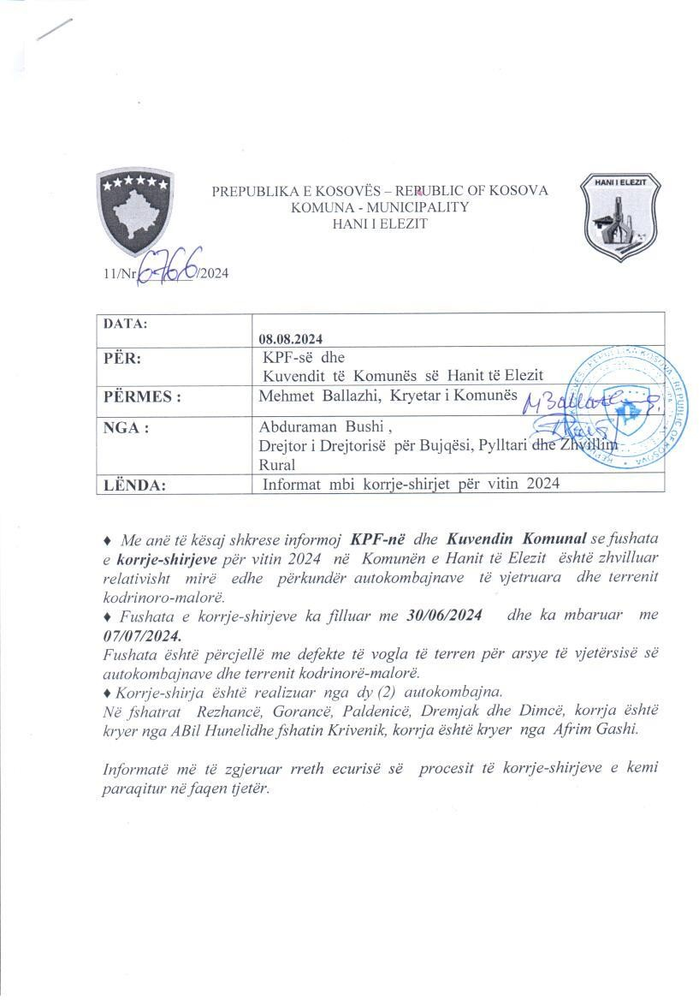 PREPUBLIKA E KOSOVËS – REPUBLIC OF KOSOVA
KOMUNA - MUNICIPALITY
HANI I ELEZIT
HANI I ELEZIT
11/Nr 6766 /2024
DATA:
08.08.2024
PËR:
KPF-së dhe
Kuvendit të Komunës së Hanit të Elezit
PËRMES :
Mehmet Ballazhi, Kryetar i Komunës
NGA :
Abduraman Bushi ,
Drejtor i Drejtorisë për Bujqësi, Pylltari dhe Zhvillim
Rural
LËNDA:
Informat mbi korrje-shirjet për vitin 2024
♦ Me anë të kësaj shkrese informoj KPF-në dhe Kuvendin Komunal se fushata
e korrje-shirjeve për vitin 2024 në Komunën e Hanit të Elezit është zhvilluar
relativisht mirë edhe përkundër autokombajnave të vjetruara dhe terrenit
kodrinoro-malorë.
♦ Fushata e korrje-shirjeve ka filluar me 30/06/2024 dhe ka mbaruar me
07/07/2024.
Fushata është përcjellë me defekte të vogla të terren për arsye të vjetërsisë së
autokombajnave dhe terrenit kodrinorë-malorë.
♦ Korrje-shirja është realizuar nga dy (2) autokombajna.
Në fshatrat Rezhancë, Gorancë, Paldenicë, Dremjak dhe Dimcë, korrja është
kryer nga ABil Hunelidhe fshatin Krivenik, korrja është kryer nga Afrim Gashi.
Informatë më të zgjeruar rreth ecurisë së procesit të korrje-shirjeve e kemi
paraqitur në faqen tjetër.